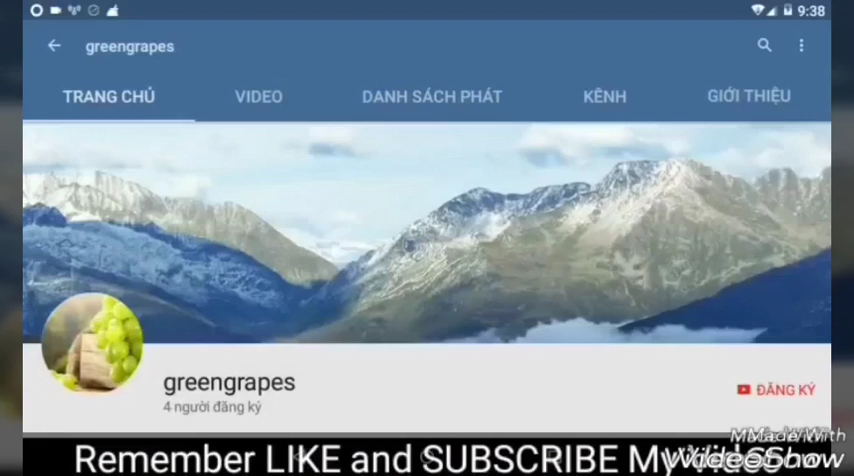 9:38
greengrapes
TRANG CHỦ
VIDEO
DANH SÁCH PHÁT
KÊNH
GIỚI THIỆU
greengrapes
4 người đăng ký
ĐĂNG KÝ
Made With
VideoShow
Remember LIKE and SUBSCRIBE My